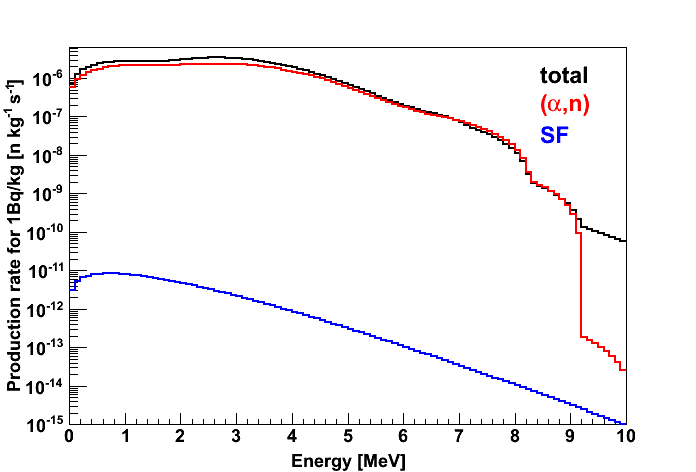 Production rate for 1Bq/kg [n kg⁻¹ s⁻¹]
10⁻⁶
10⁻⁷
10⁻⁸
10⁻⁹
10⁻¹⁰
10⁻¹¹
10⁻¹²
10⁻¹³
10⁻¹⁴
10⁻¹⁵
total
(α,n)
SF
0 1 2 3 4 5 6 7 8 9 10
Energy [MeV]